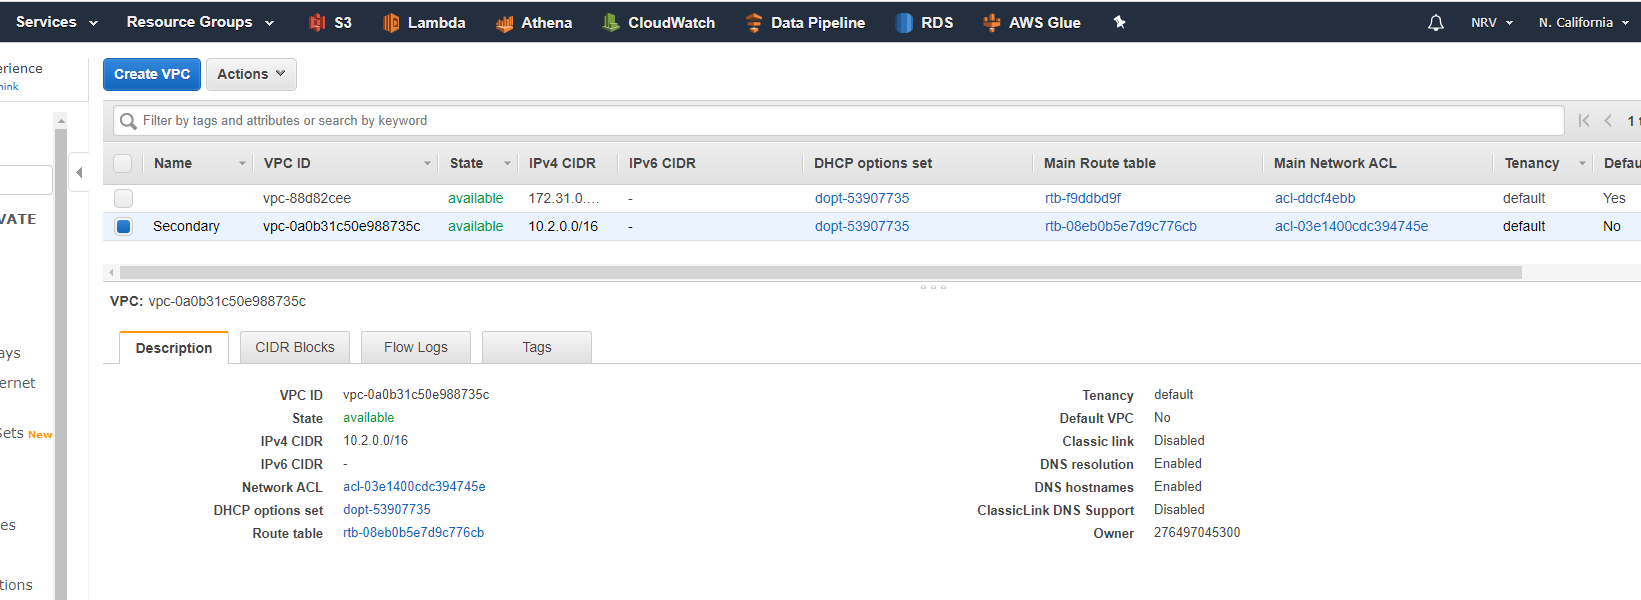 Services Resource Groups S3 Lambda Athena CloudWatch Data Pipeline RDS AWS Glue NRV N. California
erience
hink
Create VPC Actions
Filter by tags and attributes or search by keyword
1 t
Name VPC ID State IPv4 CIDR IPv6 CIDR DHCP options set Main Route table Main Network ACL Tenancy Defau
vpc-88d82cee available 172.31.0.… - dopt-53907735 rtb-f9ddbd9f acl-ddcf4ebb default Yes
VATE
Secondary vpc-0a0b31c50e988735c available 10.2.0.0/16 - dopt-53907735 rtb-08eb0b5e7d9c776cb acl-03e1400cdc394745e default No
VPC: vpc-0a0b31c50e988735c
Description CIDR Blocks Flow Logs Tags
ays
ernet
Sets New
es
tions
VPC ID vpc-0a0b31c50e988735c
State available
IPv4 CIDR 10.2.0.0/16
IPv6 CIDR -
Network ACL acl-03e1400cdc394745e
DHCP options set dopt-53907735
Route table rtb-08eb0b5e7d9c776cb
Tenancy default
Default VPC No
Classic link Disabled
DNS resolution Enabled
DNS hostnames Enabled
ClassicLink DNS Support Disabled
Owner 276497045300